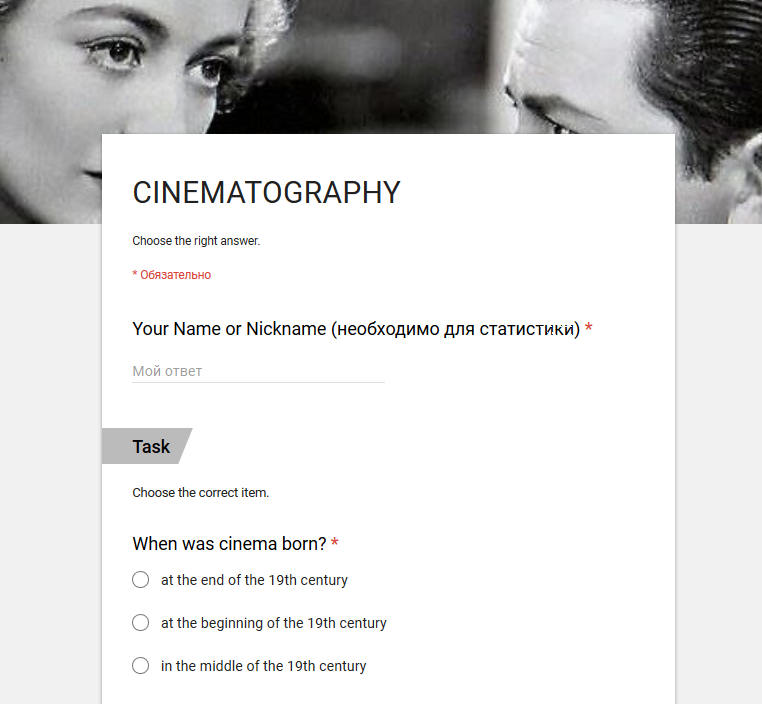 CINEMATOGRAPHY
Choose the right answer.
* Обязательно
Your Name or Nickname (необходимо для статистики) *
Мой ответ
Task
Choose the correct item.
When was cinema born? *
at the end of the 19th century
at the beginning of the 19th century
in the middle of the 19th century